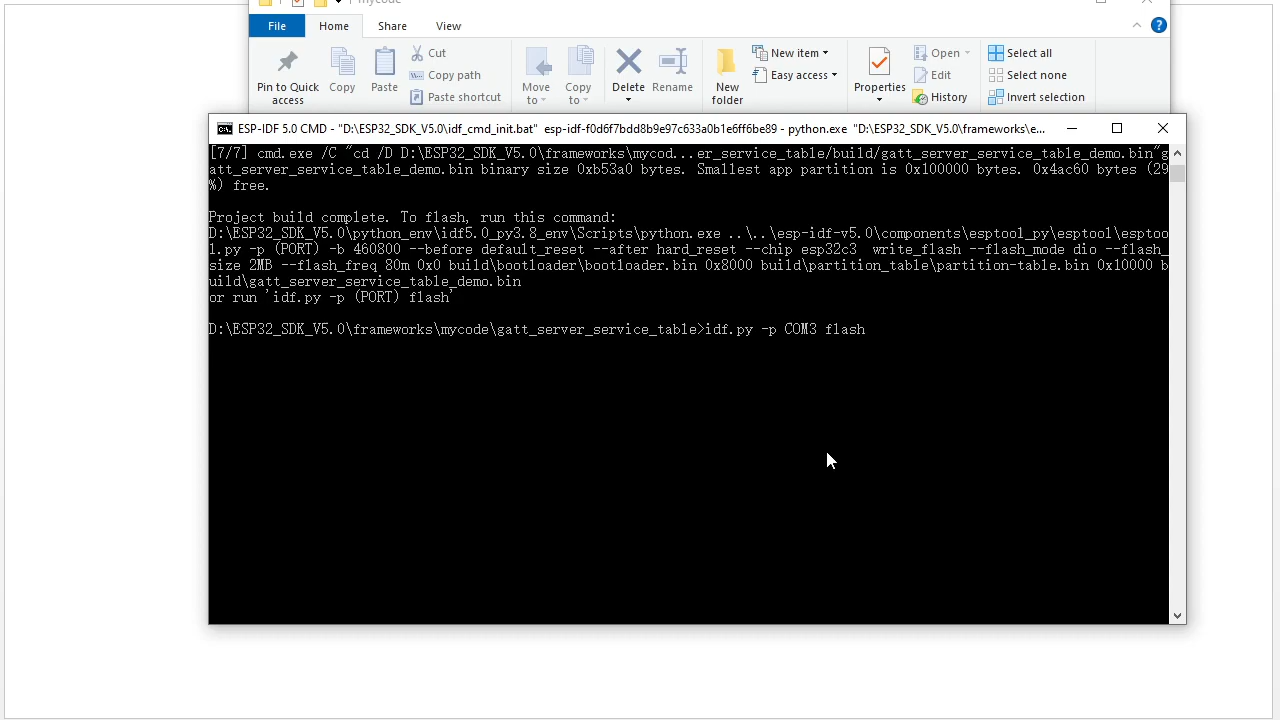 mycode
File Home Share View
Pin to Quick access
Copy
Paste
Cut
Copy path
Paste shortcut
Move to
Copy to
Delete
Rename
New folder
New item
Easy access
Properties
Open
Edit
History
Select all
Select none
Invert selection
ESP-IDF 5.0 CMD - "D:\ESP32_SDK_V5.0\idf_cmd_init.bat" esp-idf-f0d6f7bdd8b9e97c633a0b1e6ff6be89 - python.exe "D:\ESP32_SDK_V5.0\frameworks\e...
[7/7] cmd.exe /C "cd /D D:\ESP32_SDK_V5.0\frameworks\mycod...er_service_table/build/gatt_server_service_table_demo.bin"g
att_server_service_table_demo.bin binary size 0xb53a0 bytes. Smallest app partition is 0x100000 bytes. 0x4ac60 bytes (29
%) free.
Project build complete. To flash, run this command:
D:\ESP32_SDK_V5.0\python_env\idf5.0_py3.8_env\Scripts\python.exe ..\..\esp-idf-v5.0\components\esptool_py\esptool\esptoo
l.py -p (PORT) -b 460800 --before default_reset --after hard_reset --chip esp32c3 write_flash --flash_mode dio --flash_
size 2MB --flash_freq 80m 0x0 build\bootloader\bootloader.bin 0x8000 build\partition_table\partition-table.bin 0x10000 b
uild\gatt_server_service_table_demo.bin
or run 'idf.py -p (PORT) flash'
D:\ESP32_SDK_V5.0\frameworks\mycode\gatt_server_service_table>idf.py -p COM3 flash